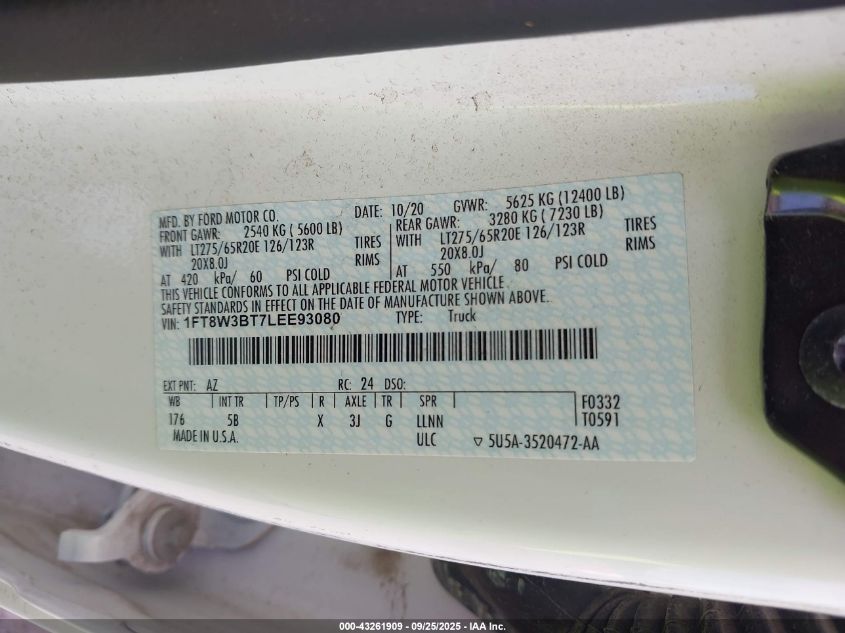 MFD. BY FORD MOTOR CO. DATE: 10/20 GVWR: 5625 KG (12400 LB)
FRONT GAWR: 2540 KG ( 5600 LB) REAR GAWR: 3280 KG ( 7230 LB)
WITH LT275/65R20E 126/123R TIRES WITH LT275/65R20E 126/123R TIRES
20X8.0J RIMS 20X8.0J RIMS
AT 420 kPa/ 60 PSI COLD AT 550 kPa/ 80 PSI COLD
THIS VEHICLE CONFORMS TO ALL APPLICABLE FEDERAL MOTOR VEHICLE
SAFETY STANDARDS IN EFFECT ON THE DATE OF MANUFACTURE SHOWN ABOVE.
VIN: 1FT8W3BT7LEE93080 TYPE: Truck
EXT PNT: AZ RC: 24 DSO:
WB INT TR TP/PS R AXLE TR SPR F0332
176 5B X 3J G LLNN T0591
MADE IN U.S.A. ULC ▽ 5U5A-3520472-AA
000-43261909 - 09/25/2025 - IAA Inc.